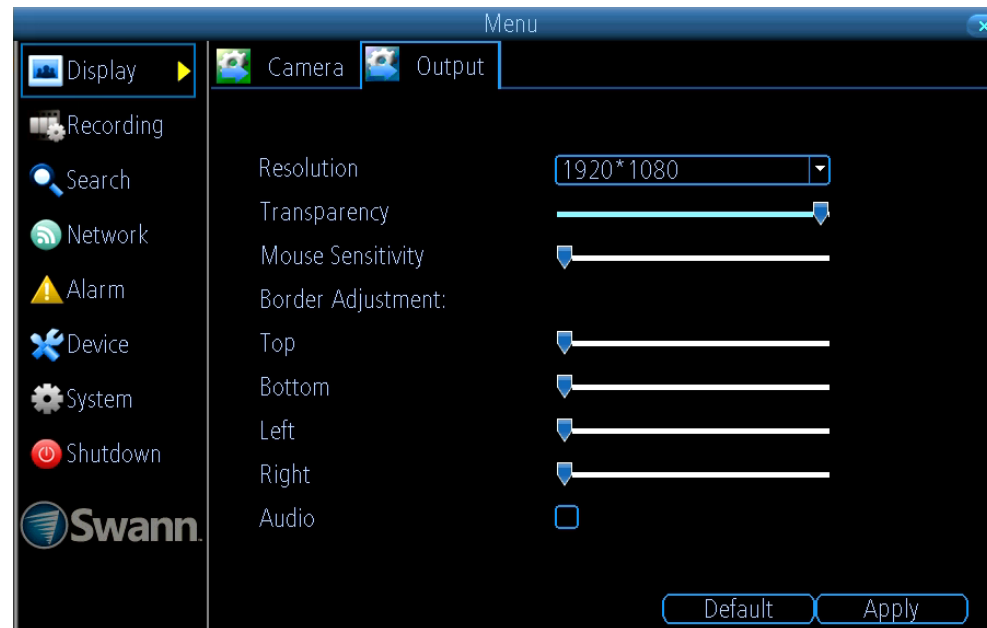 Menu
Display
Recording
Search
Network
Alarm
Device
System
Shutdown
Swann
Camera
Output
Resolution
1920*1080
Transparency
Mouse Sensitivity
Border Adjustment:
Top
Bottom
Left
Right
Audio
Default
Apply